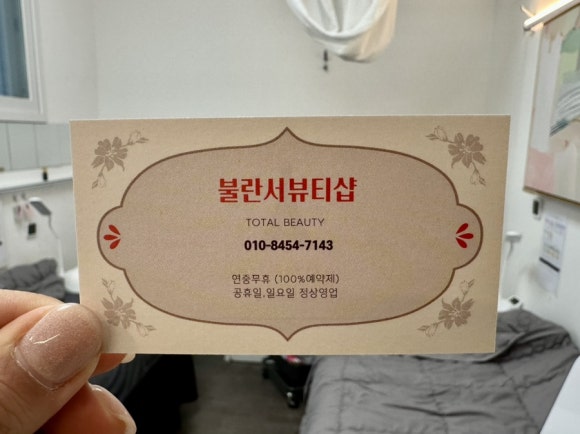 불란서뷰티샵
TOTAL BEAUTY
010-8454-7143
연중무휴 (100%예약제)
공휴일,일요일 정상영업